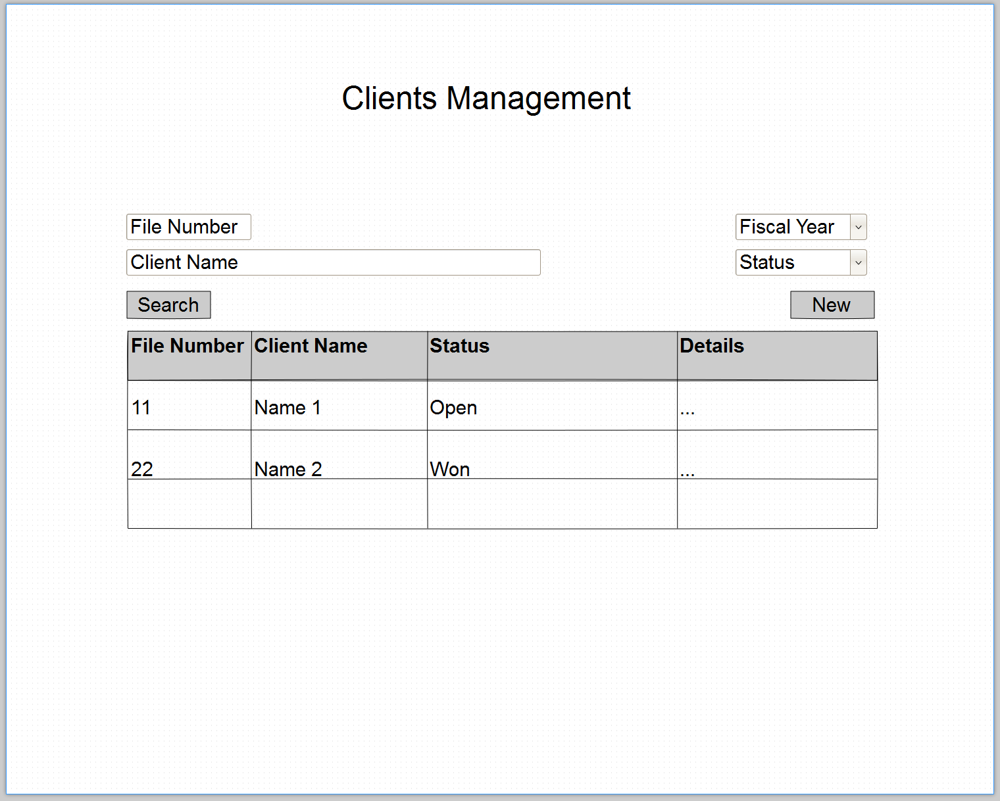 Clients Management
File Number
Fiscal Year
Client Name
Status
Search
New
File Number Client Name Status Details
11 Name 1 Open ...
22 Name 2 Won ...